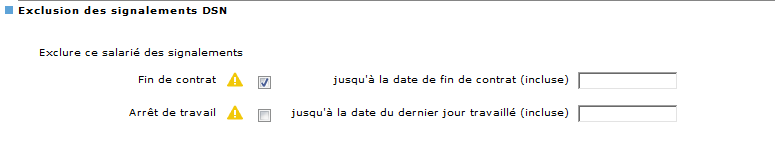 Exclusion des signalements DSN
Exclure ce salarié des signalements
Fin de contrat jusqu'à la date de fin de contrat (incluse)
Arrêt de travail jusqu'à la date du dernier jour travaillé (incluse)